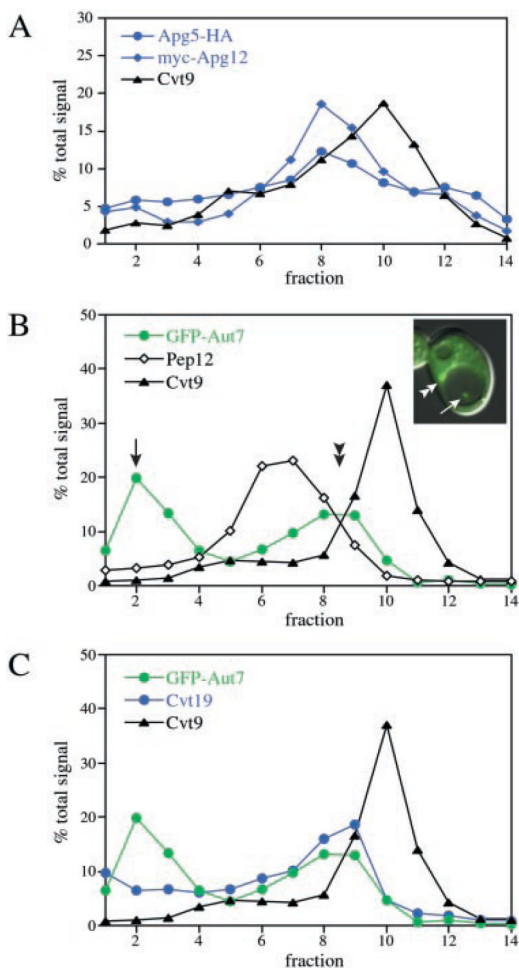 A
Apg5-HA
myc-Apg12
Cvt9
% total signal
30
25
20
15
10
5
0
2 4 6 8 10 12 14
fraction
B
GFP-Aut7
Pep12
Cvt9
% total signal
50
40
30
20
10
0
2 4 6 8 10 12 14
fraction
C
GFP-Aut7
Cvt19
Cvt9
% total signal
50
40
30
20
10
0
2 4 6 8 10 12 14
fraction